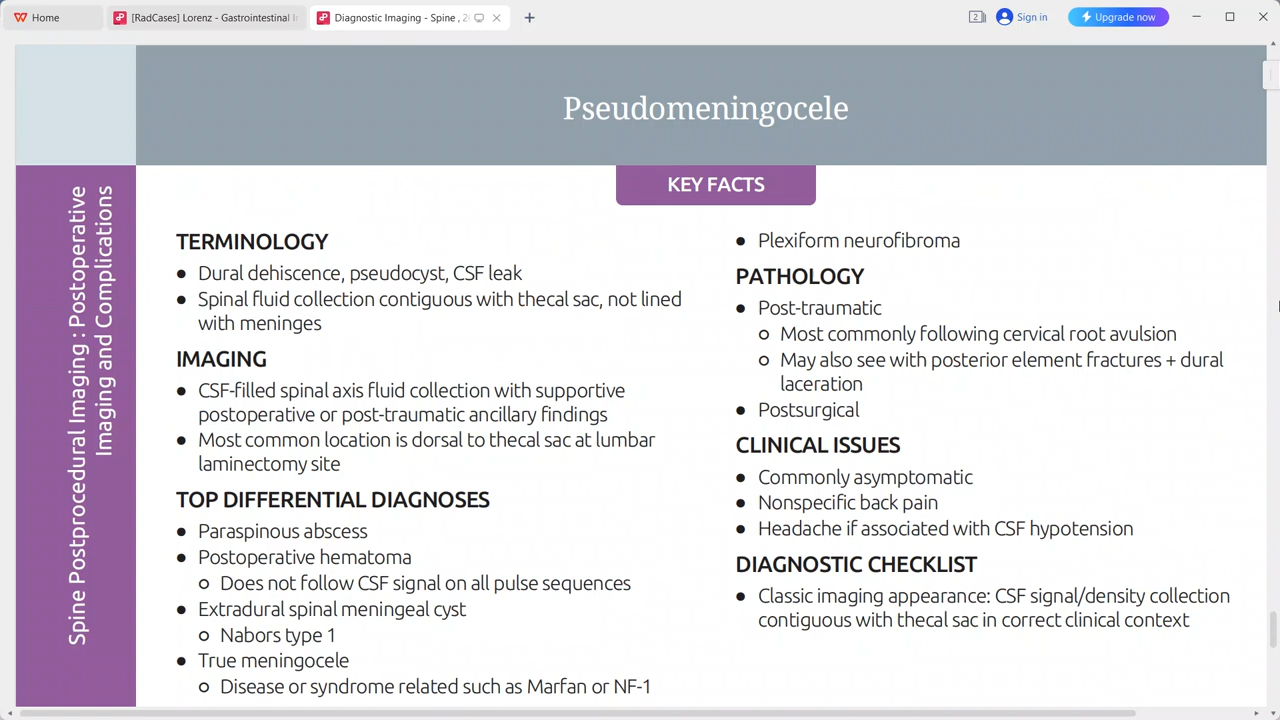 Home
[RadCases] Lorenz - Gastrointestinal I
Diagnostic Imaging - Spine , 2
2
Sign in
Upgrade now
Pseudomeningocele
KEY FACTS
Spine Postprocedural Imaging : Postoperative
Imaging and Complications
TERMINOLOGY
● Dural dehiscence, pseudocyst, CSF leak
● Spinal fluid collection contiguous with thecal sac, not lined
with meninges
IMAGING
● CSF-filled spinal axis fluid collection with supportive
postoperative or post-traumatic ancillary findings
● Most common location is dorsal to thecal sac at lumbar
laminectomy site
TOP DIFFERENTIAL DIAGNOSES
● Paraspinous abscess
● Postoperative hematoma
○ Does not follow CSF signal on all pulse sequences
● Extradural spinal meningeal cyst
○ Nabors type 1
● True meningocele
○ Disease or syndrome related such as Marfan or NF-1
● Plexiform neurofibroma
PATHOLOGY
● Post-traumatic
○ Most commonly following cervical root avulsion
○ May also see with posterior element fractures + dural
laceration
● Postsurgical
CLINICAL ISSUES
● Commonly asymptomatic
● Nonspecific back pain
● Headache if associated with CSF hypotension
DIAGNOSTIC CHECKLIST
● Classic imaging appearance: CSF signal/density collection
contiguous with thecal sac in correct clinical context